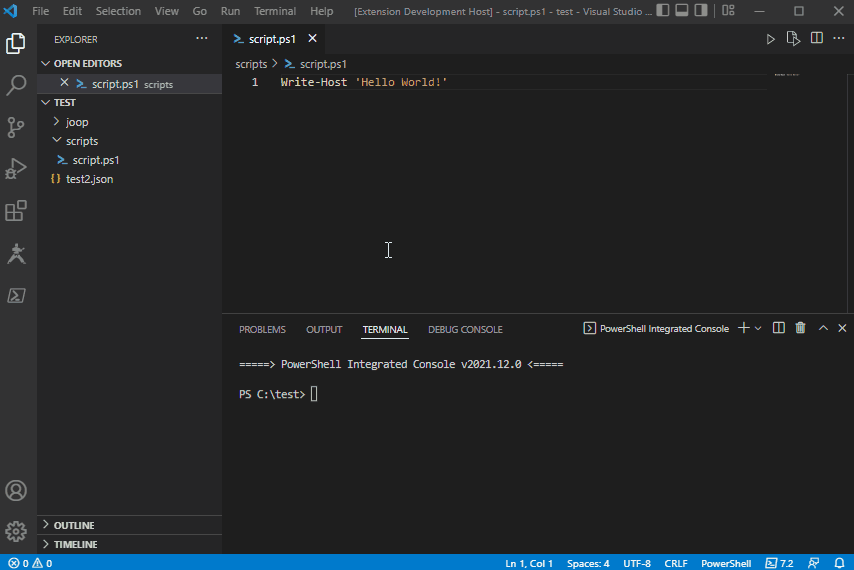 File Edit Selection View Go Run Terminal Help [Extension Development Host] - script.ps1 - test - Visual Studio ...
EXPLORER
OPEN EDITORS
script.ps1 scripts
TEST
joop
scripts
script.ps1
{} test2.json
OUTLINE
TIMELINE
script.ps1
scripts > script.ps1
1 Write-Host 'Hello World!'
PROBLEMS OUTPUT TERMINAL DEBUG CONSOLE PowerShell Integrated Console
=====> PowerShell Integrated Console v2021.12.0 <=====
PS C:\test>
0 0 Ln 1, Col 1 Spaces: 4 UTF-8 CRLF PowerShell 7.2